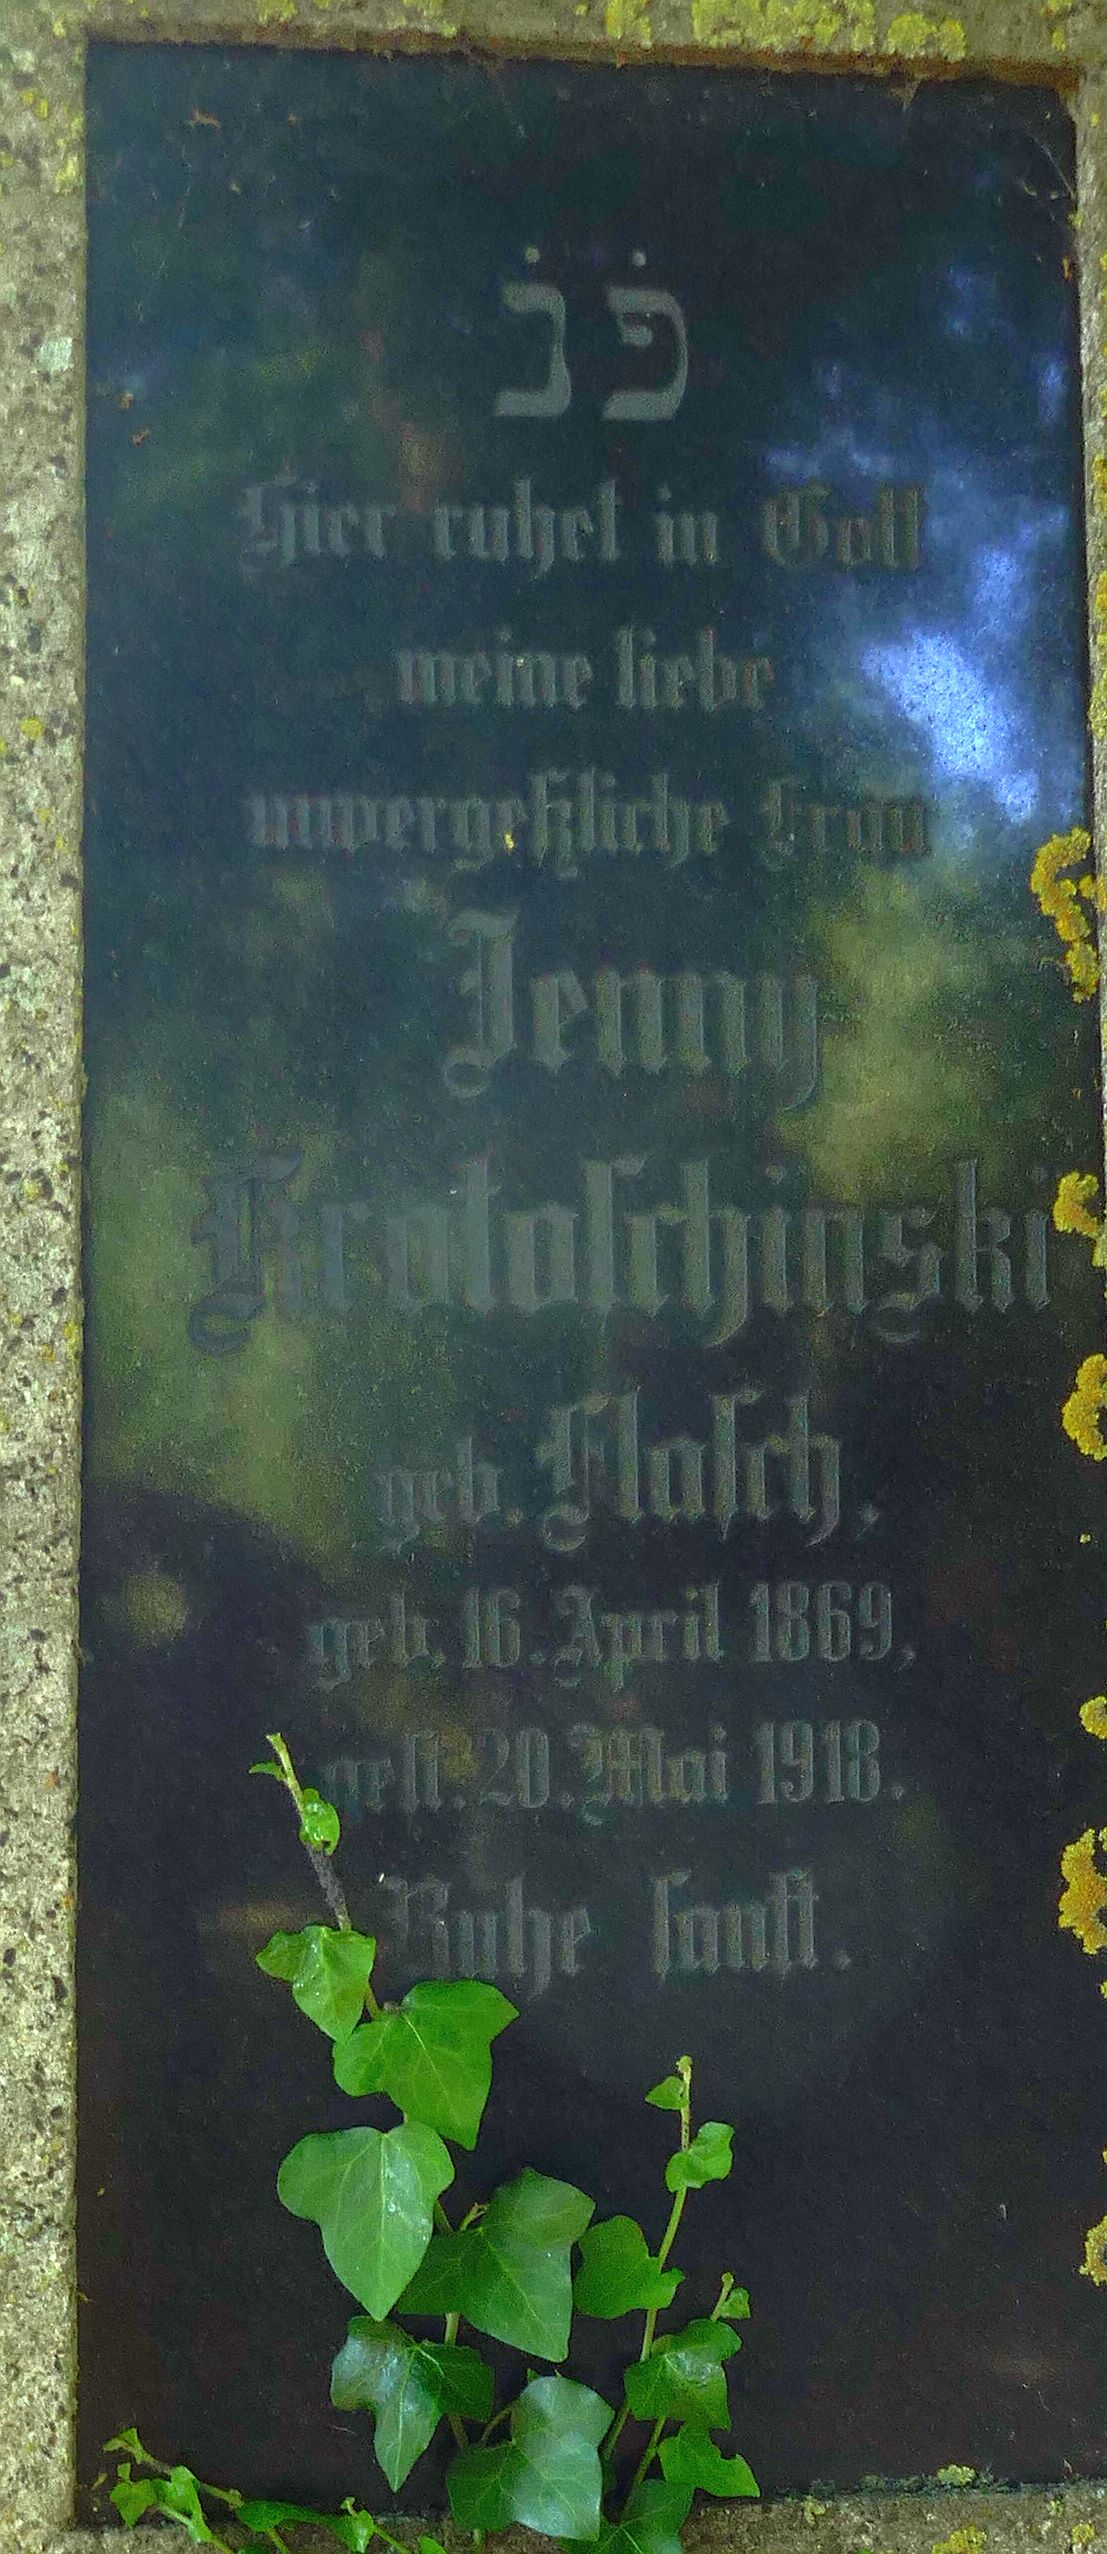 פֿ נֿ
Hier ruhet in Gott
meine liebe
unvergeßliche Frau
Jenny
Krotoschinski
geb. Flasch,
geb. 16. April 1869,
gest. 20. Mai 1918.
Ruhe sanft.